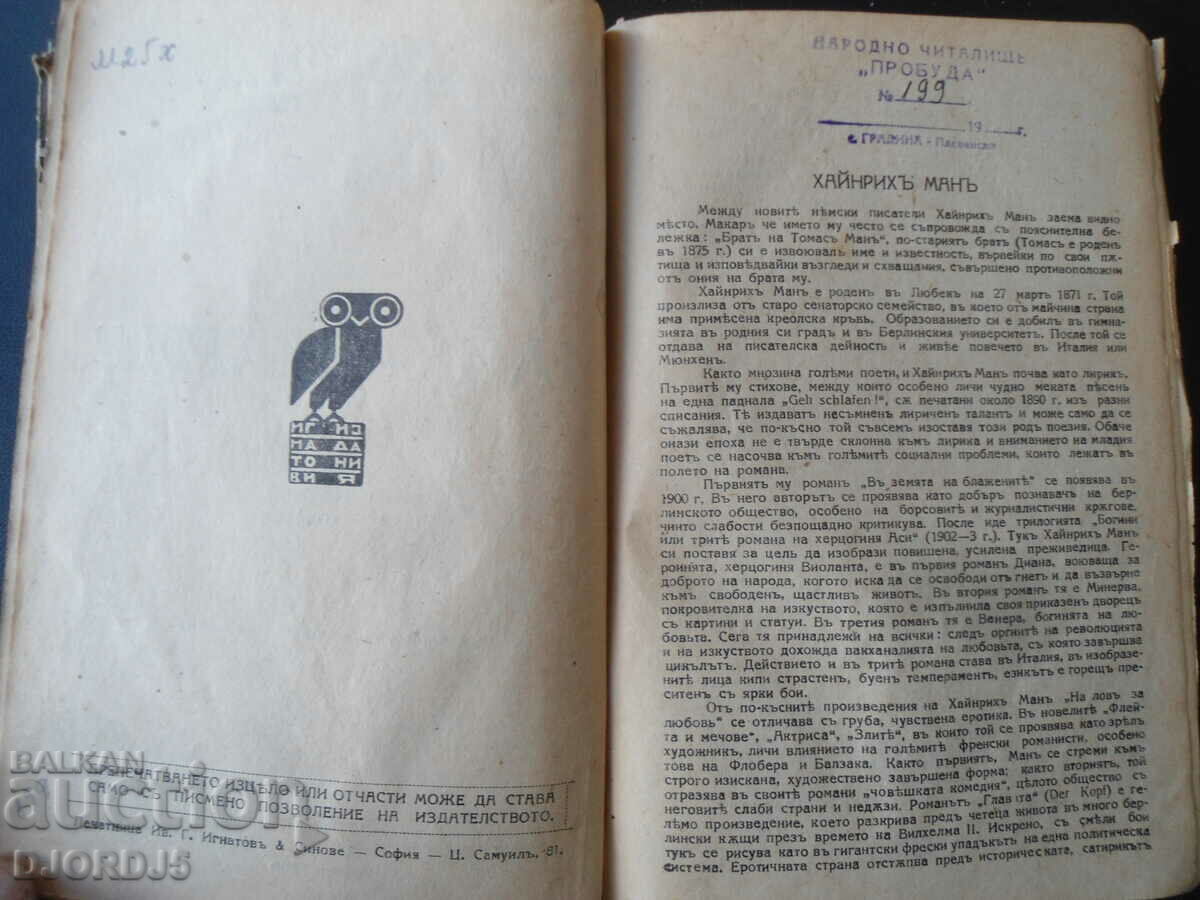 м25х
ИГ ИЗ
НА ДА
ТО НИ
ВИ Я
ПРЕПЕЧАТВАНЕТО ИЗЦѢЛО ИЛИ ОТЧАСТИ МОЖЕ ДА СТАВА
САМО СЪ ПИСМЕНО ПОЗВОЛЕНИЕ НА ИЗДАТЕЛСТВОТО.
Печатница Ив. Г. Игнатовъ & Синове — София — Ц. Самуилъ, 81.
BALKAN
auction
DJORDJ5
НАРОДНО ЧИТАЛИЩЕ
„ПРОБУДА“
№ 199
19 г.
с. ГРАДИНА - Плевенско
ХАЙНРИХЪ МАНЪ
Между новитѣ нѣмски писатели Хайнрихъ Манъ заема видно
мѣсто. Макаръ че името му често се съпровожда съ пояснителна бе-
лежка: „Братъ на Томасъ Манъ“, по-стариятъ братъ (Томасъ е роденъ
въ 1875 г.) си е извоювалъ име и известность, вървейки по свои пѫ-
тища и изповѣдвайки възгледи и схващания, съвършено противоположни
отъ ония на брата му.
Хайнрихъ Манъ е роденъ въ Любекъ на 27 мартъ 1871 г. Той
произлиза отъ старо сенаторско семейство, въ което отъ майчина страна
има примѣсена креолска кръвь. Образованието си е добилъ въ гимна-
зията въ родния си градъ и въ Берлинския университетъ. После той се
отдава на писателска дейность и живѣе повечето въ Италия или
Мюнхенъ.
Както мнозина голѣми поети, и Хайнрихъ Манъ почва като лирикъ.
Първитѣ му стихове, между които особено личи чудно меката пѣсень
на една паднала „Geh schlafen!“, сѫ печатани около 1890 г. изъ разни
списания. Тѣ издаватъ несъмненъ лириченъ талантъ и може само да се
съжалява, че по-късно той съвсемъ изоставя този родъ поезия. Обаче
онази епоха не е твърде склонна къмъ лирика и вниманието на младия
поетъ се насочва къмъ голѣмитѣ социални проблеми, които лежатъ въ
полето на романа.
Първиятъ му романъ „Въ земята на блаженитѣ“ се появява въ
1900 г. Въ него авторътъ се проявява като добъръ познавачъ на бер-
линското общество, особено на борсовитѣ и журналистични крѫгове,
чиито слабости безпощадно критикува. После иде трилогията „Богини
или тритѣ романа на херцогиня Аси“ (1902—3 г.). Тукъ Хайнрихъ Манъ
си поставя за цель да изобрази повишена, усилена преживелица. Ге-
роинята, херцогиня Виоланта, е въ първия романъ Диана, воюваща за
доброто на народа, когото иска да се освободи отъ гнетъ и да възвърне
къмъ свободенъ, щастливъ животъ. Въ втория романъ тя е Минерва,
покровителка на изкуството, която е изпълнила своя приказенъ дворецъ
съ картини и статуи. Въ третия романъ тя е Венера, богинята на лю-
бовьта. Сега тя принадлежи на всички: следъ оргиитѣ на революцията
и на изкуството дохожда вакханалията на любовьта, съ която завършва
цикълътъ. Действието и въ тритѣ романа става въ Италия, въ изобразе-
нитѣ лица кипи страстенъ, буенъ темпераментъ, езикътъ е горещъ пре-
ситенъ съ ярки бои.
Отъ по-къснитѣ произведения на Хайнрихъ Манъ „На ловъ за
любовь“ се отличава съ груба, чувствена еротика. Въ новелитѣ „Флей-
та и мечове“, „Актриса“, „Злитѣ“, въ които той се проявява като зрѣлъ
художникъ, личи влиянието на голѣмитѣ френски романисти, особено
това на Флобера и Балзака. Както първиятъ, Манъ се стреми къмъ
строго изискана, художествено завършена форма; както вториятъ, той
отразява въ своитѣ романи „човѣшката комедия“, цѣлото общество съ
неговитѣ слаби страни и недѫзи. Романътъ „Главата“ (Der Kopf) е го-
лѣмо произведение, което разкрива предъ четеца живота въ много бер-
лински кѫщи презъ времето на Вилхелма II. Искрено, съ смѣли бои
тукъ се рисува като въ гигантски фрески упадъкътъ на една политическа
система. Еротичната страна отстѫпва предъ историческата, сатирикътъ